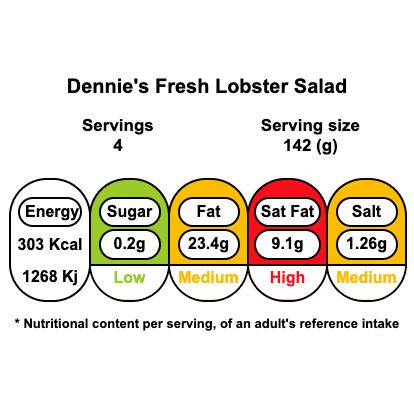 Dennie's Fresh Lobster Salad
Servings
4
Serving size
142 (g)
Energy
303 Kcal
1268 Kj
Sugar
0.2g
Low
Fat
23.4g
Medium
Sat Fat
9.1g
High
Salt
1.26g
Medium
* Nutritional content per serving, of an adult's reference intake